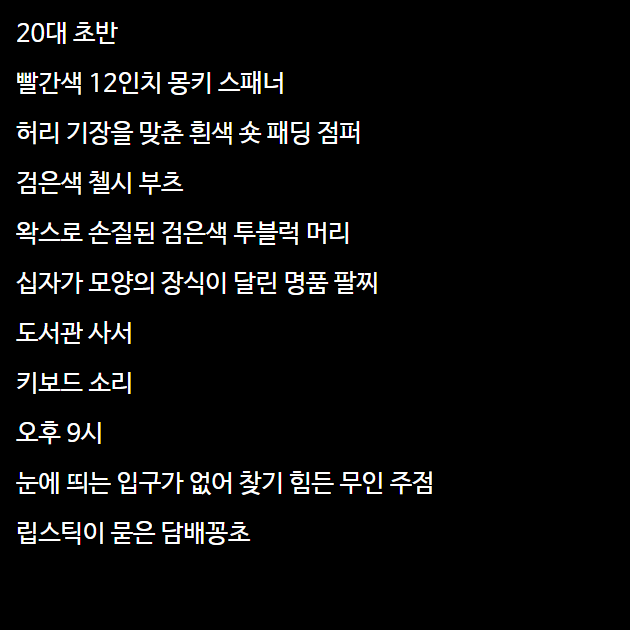 20대 초반
빨간색 12인치 몽키 스패너
허리 기장을 맞춘 흰색 숏 패딩 점퍼
검은색 첼시 부츠
왁스로 손질된 검은색 투블럭 머리
십자가 모양의 장식이 달린 명품 팔찌
도서관 사서
키보드 소리
오후 9시
눈에 띄는 입구가 없어 찾기 힘든 무인 주점
립스틱이 묻은 담배꽁초